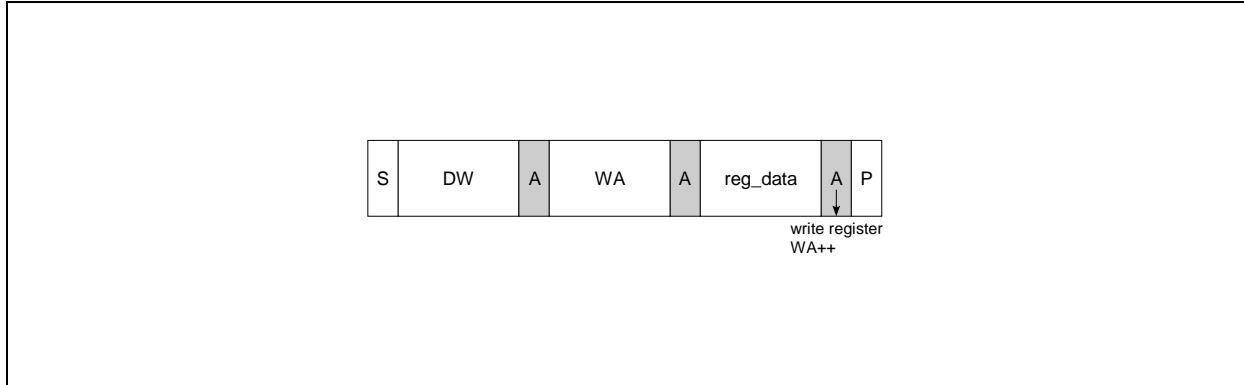 S DW A WA A reg_data A P
write register
WA++